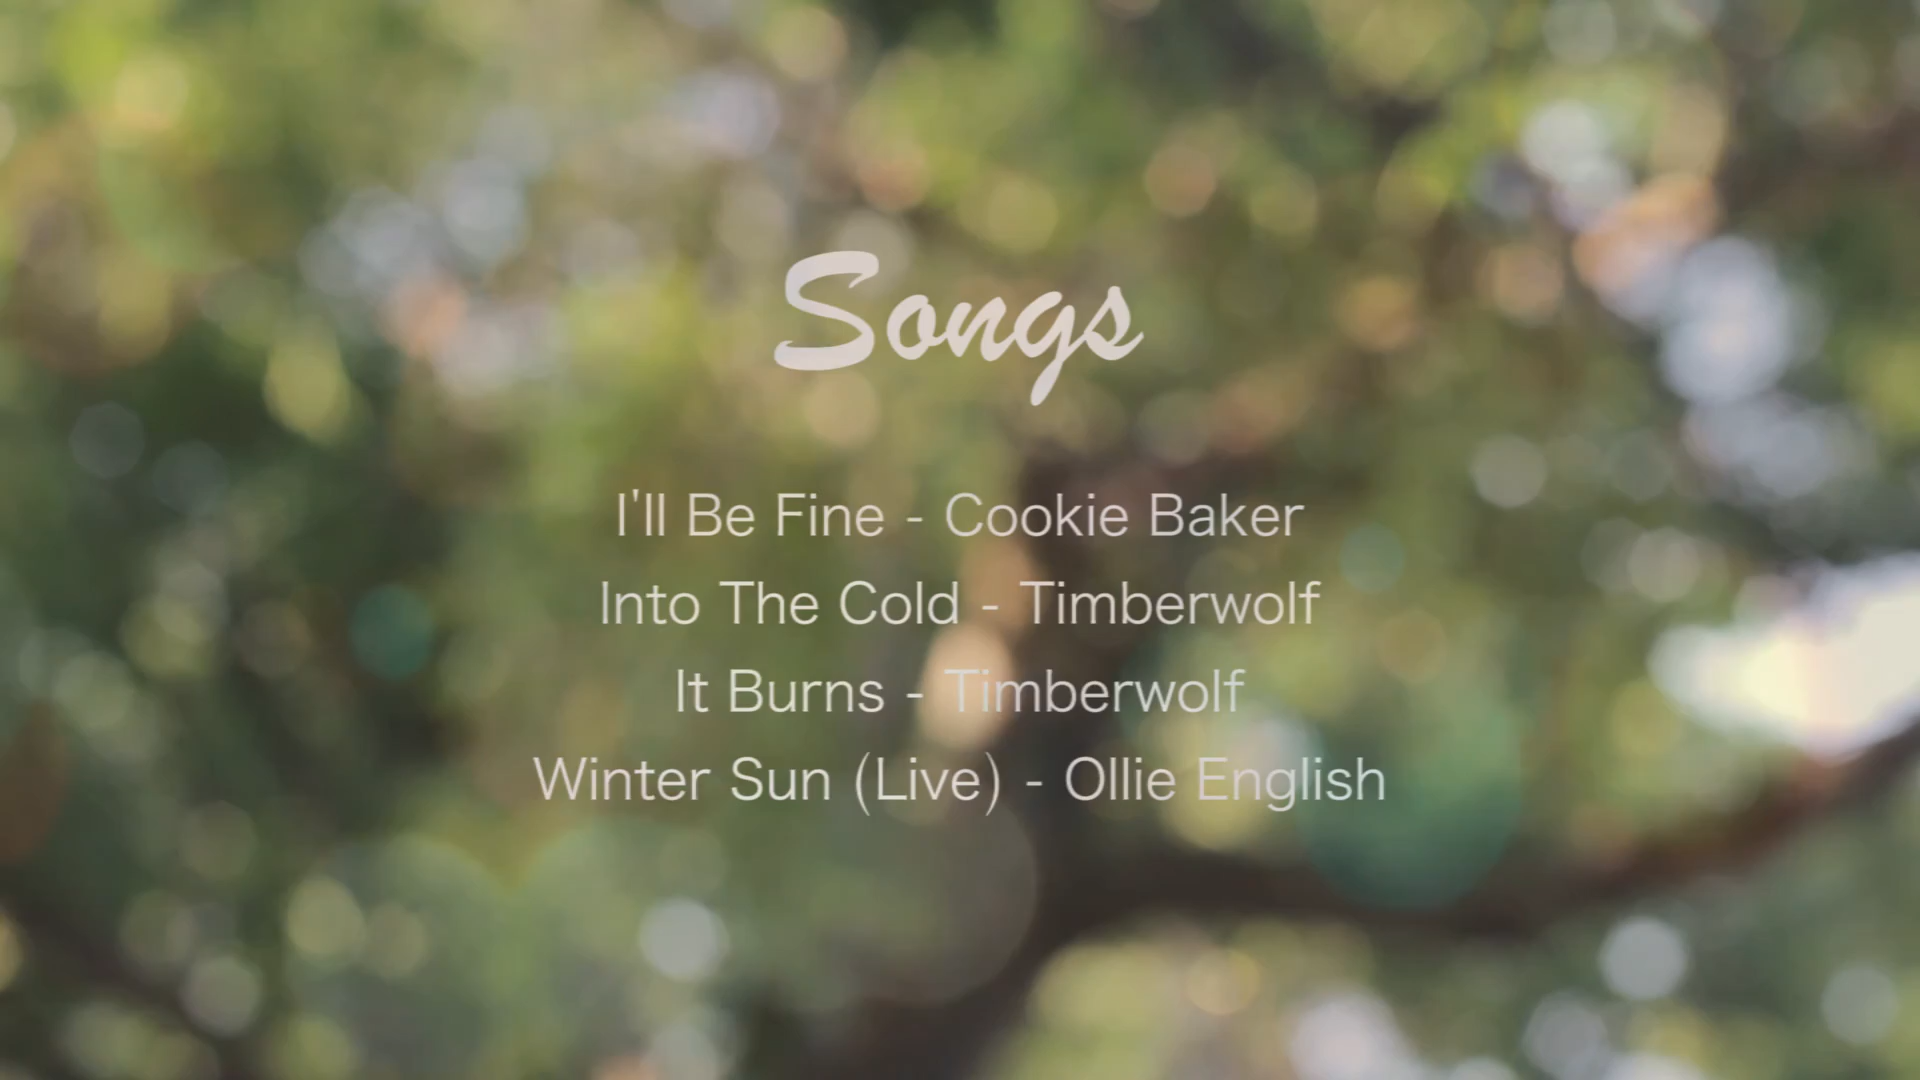 Songs
I'll Be Fine - Cookie Baker
Into The Cold - Timberwolf
It Burns - Timberwolf
Winter Sun (Live) - Ollie English